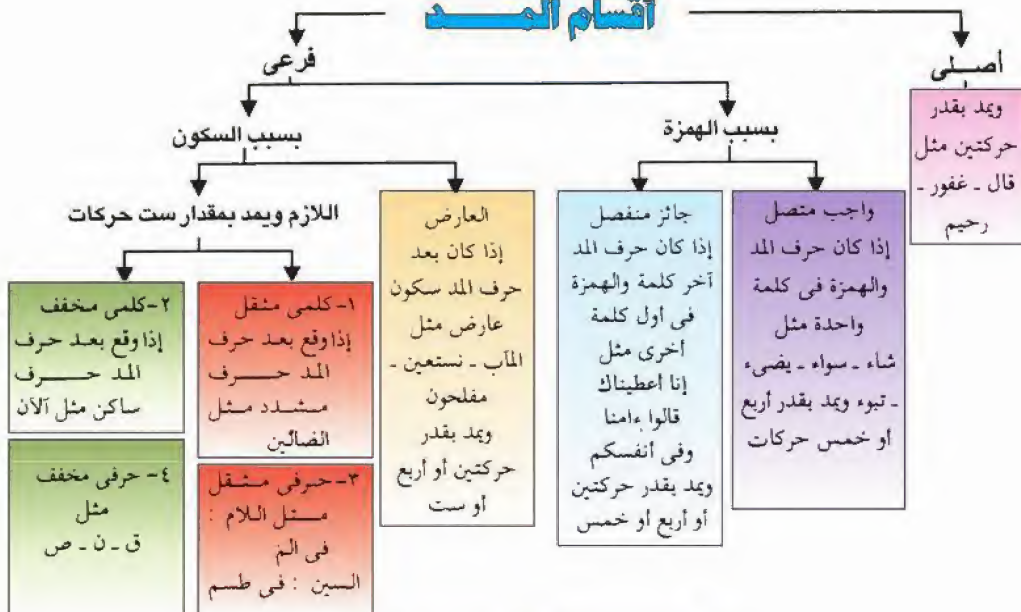 أقسام المد
أصلى
ويمد بقدر
حركتين مثل
قال - غفور -
رحيم
فرعى
بسبب الهمزة
واجب متصل
إذا كان حرف المد
والهمزة فى كلمة
واحدة مثل
شاء - سواء - يضىء
- تبوء ويمد بقدر أربع
أو خمس حركات
جائز منفصل
إذا كان حرف المد
آخر كلمة والهمزة
فى أول كلمة
أخرى مثل
إنا أعطيناك
قالوا ءامنا
وفى أنفسكم
ويمد بقدر حركتين
أو أربع أو خمس
بسبب السكون
العارض
إذا كان بعد
حرف المد سكون
عارض مثل
المآب - نستعين -
مفلحون
ويمد بقدر
حركتين أو أربع
أو ست
اللازم ويمد بمقدار ست حركات
١- كلمى مثقل
إذا وقع بعد حرف
المد حرف
مشدد مثل
الضالين
٢- كلمى مخفف
إذا وقع بعد حرف
المد حرف
ساكن مثل آلآن
٣- حرفى مثقل
مثل اللام :
فى الم
السين : فى طسم
٤- حرفى مخفف
مثل
ق - ن - ص